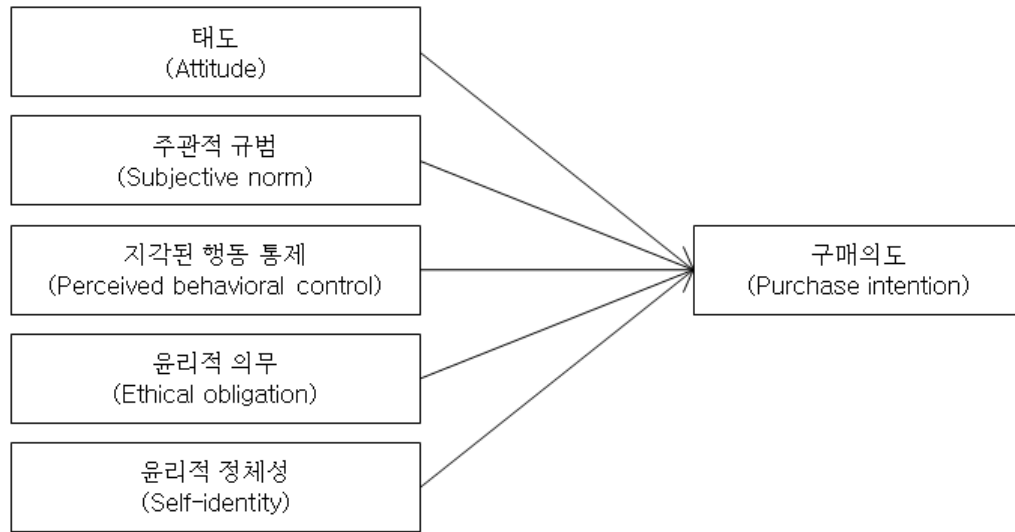 태도
(Attitude)
주관적 규범
(Subjective norm)
지각된 행동 통제
(Perceived behavioral control)
윤리적 의무
(Ethical obligation)
윤리적 정체성
(Self-identity)
구매의도
(Purchase intention)